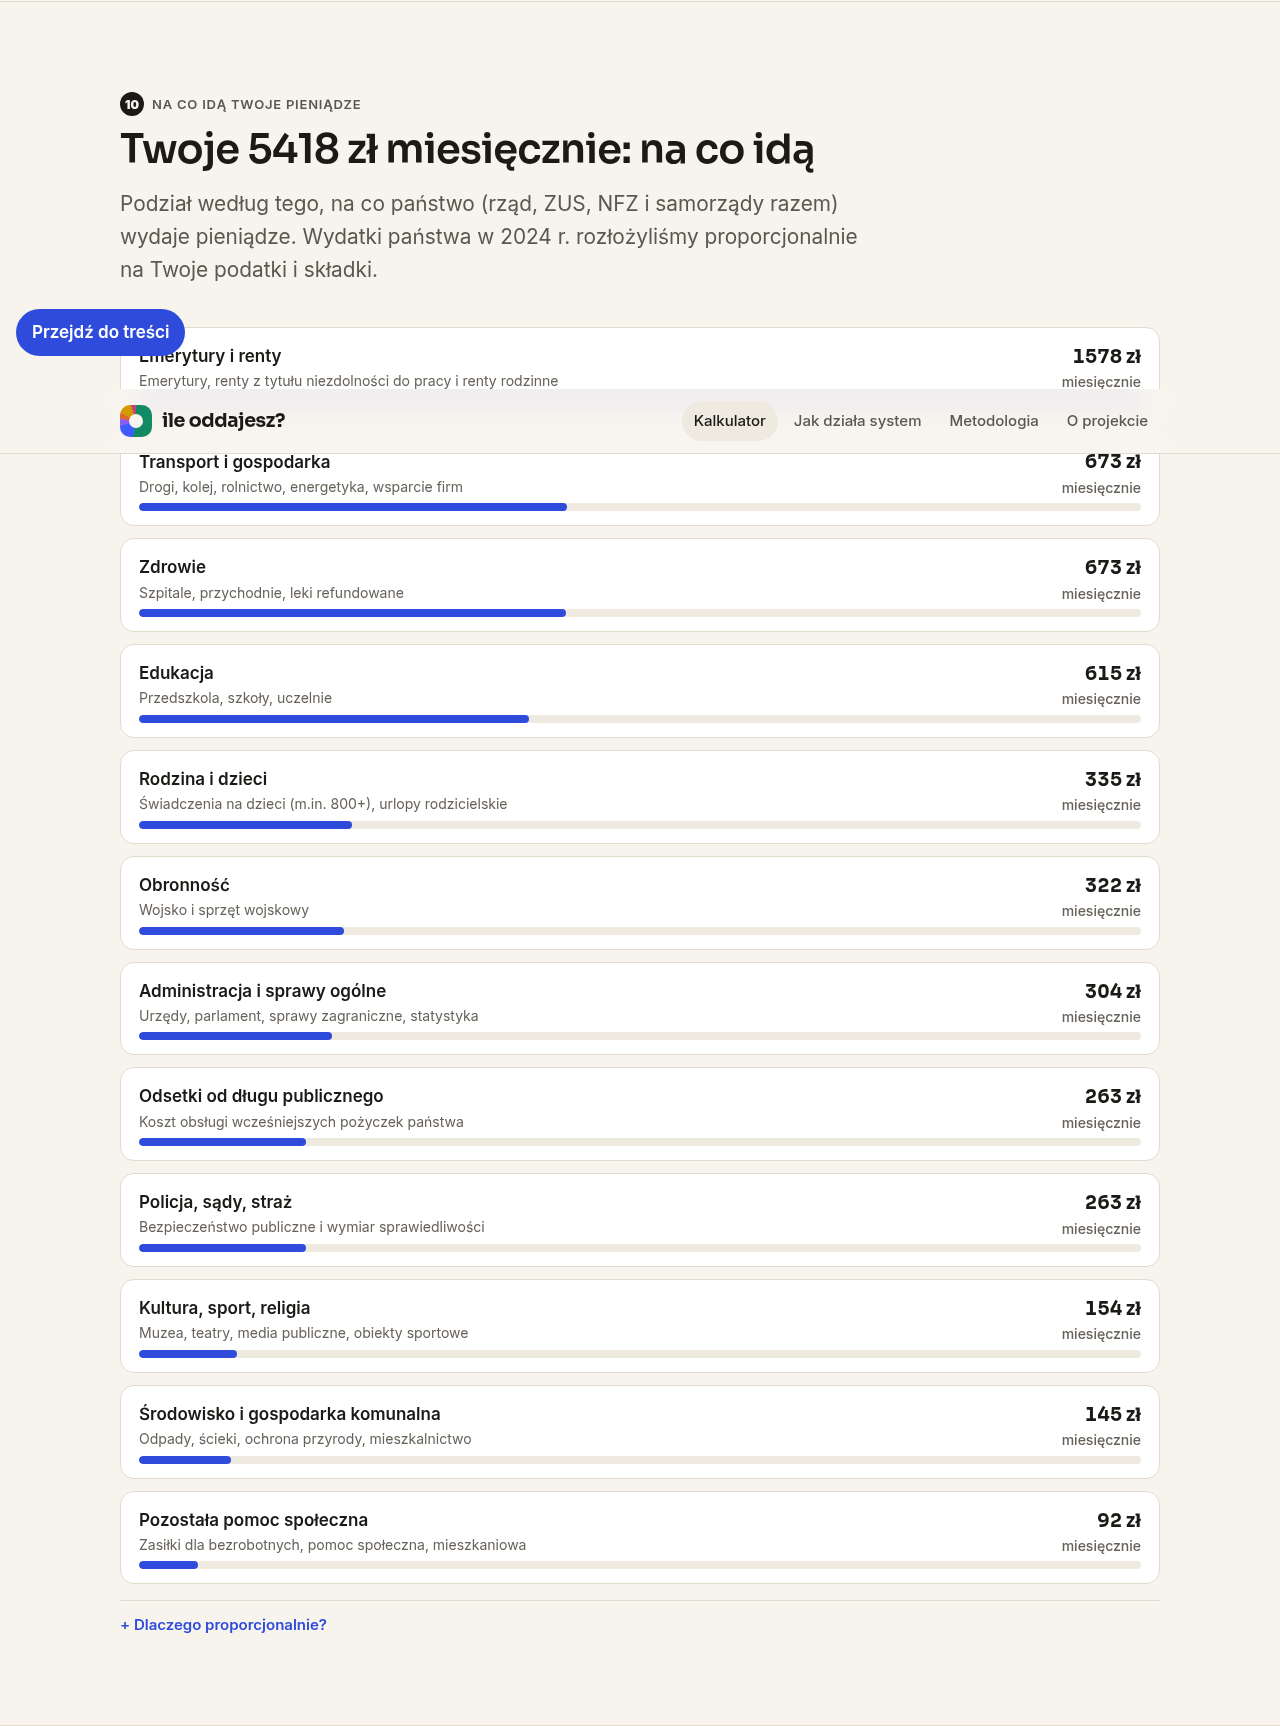 10 NA CO IDĄ TWOJE PIENIĄDZE
Twoje 5418 zł miesięcznie: na co idą
Podział według tego, na co państwo (rząd, ZUS, NFZ i samorządy razem)
wydaje pieniądze. Wydatki państwa w 2024 r. rozłożyliśmy proporcjonalnie
na Twoje podatki i składki.
Przejdź do treści
Emerytury i renty 1578 zł
Emerytury, renty z tytułu niezdolności do pracy i renty rodzinne miesięcznie
ile oddajesz? Kalkulator Jak działa system Metodologia O projekcie
Transport i gospodarka 673 zł
Drogi, kolej, rolnictwo, energetyka, wsparcie firm miesięcznie
Zdrowie 673 zł
Szpitale, przychodnie, leki refundowane miesięcznie
Edukacja 615 zł
Przedszkola, szkoły, uczelnie miesięcznie
Rodzina i dzieci 335 zł
Świadczenia na dzieci (m.in. 800+), urlopy rodzicielskie miesięcznie
Obronność 322 zł
Wojsko i sprzęt wojskowy miesięcznie
Administracja i sprawy ogólne 304 zł
Urzędy, parlament, sprawy zagraniczne, statystyka miesięcznie
Odsetki od długu publicznego 263 zł
Koszt obsługi wcześniejszych pożyczek państwa miesięcznie
Policja, sądy, straż 263 zł
Bezpieczeństwo publiczne i wymiar sprawiedliwości miesięcznie
Kultura, sport, religia 154 zł
Muzea, teatry, media publiczne, obiekty sportowe miesięcznie
Środowisko i gospodarka komunalna 145 zł
Odpady, ścieki, ochrona przyrody, mieszkalnictwo miesięcznie
Pozostała pomoc społeczna 92 zł
Zasiłki dla bezrobotnych, pomoc społeczna, mieszkaniowa miesięcznie
+ Dlaczego proporcjonalnie?